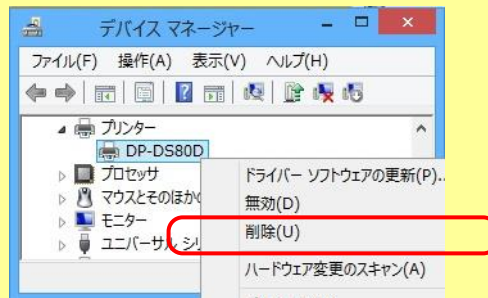 デバイス マネージャー
ファイル(F) 操作(A) 表示(V) ヘルプ(H)
プリンター
DP-DS80D
プロセッサ
ドライバー ソフトウェアの更新(P)..
マウスとそのほか
無効(D)
モニター
削除(U)
ユニバーサル シリ
ハードウェア変更のスキャン(A)